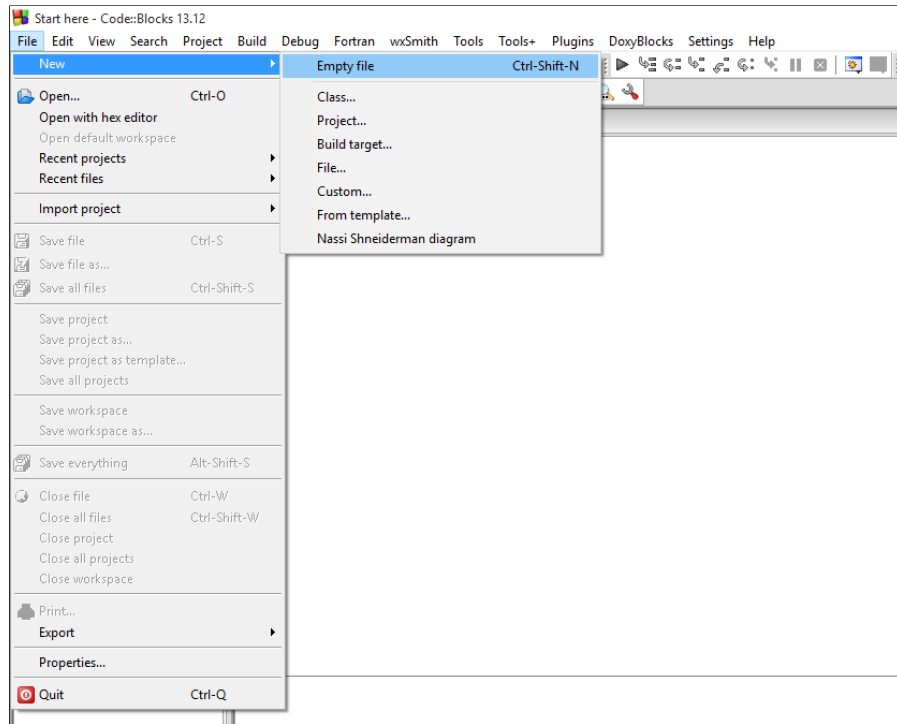 Start here - Code::Blocks 13.12
File Edit View Search Project Build Debug Fortran wxSmith Tools Tools+ Plugins DoxyBlocks Settings Help
New
Empty file Ctrl-Shift-N
Open... Ctrl-O
Open with hex editor
Open default workspace
Recent projects
Recent files
Import project
Save file Ctrl-S
Save file as...
Save all files Ctrl-Shift-S
Save project
Save project as...
Save project as template...
Save all projects
Save workspace
Save workspace as...
Save everything Alt-Shift-S
Close file Ctrl-W
Close all files Ctrl-Shift-W
Close project
Close all projects
Close workspace
Print...
Export
Properties...
Quit Ctrl-Q
Class...
Project...
Build target...
File...
Custom...
From template...
Nassi Shneiderman diagram